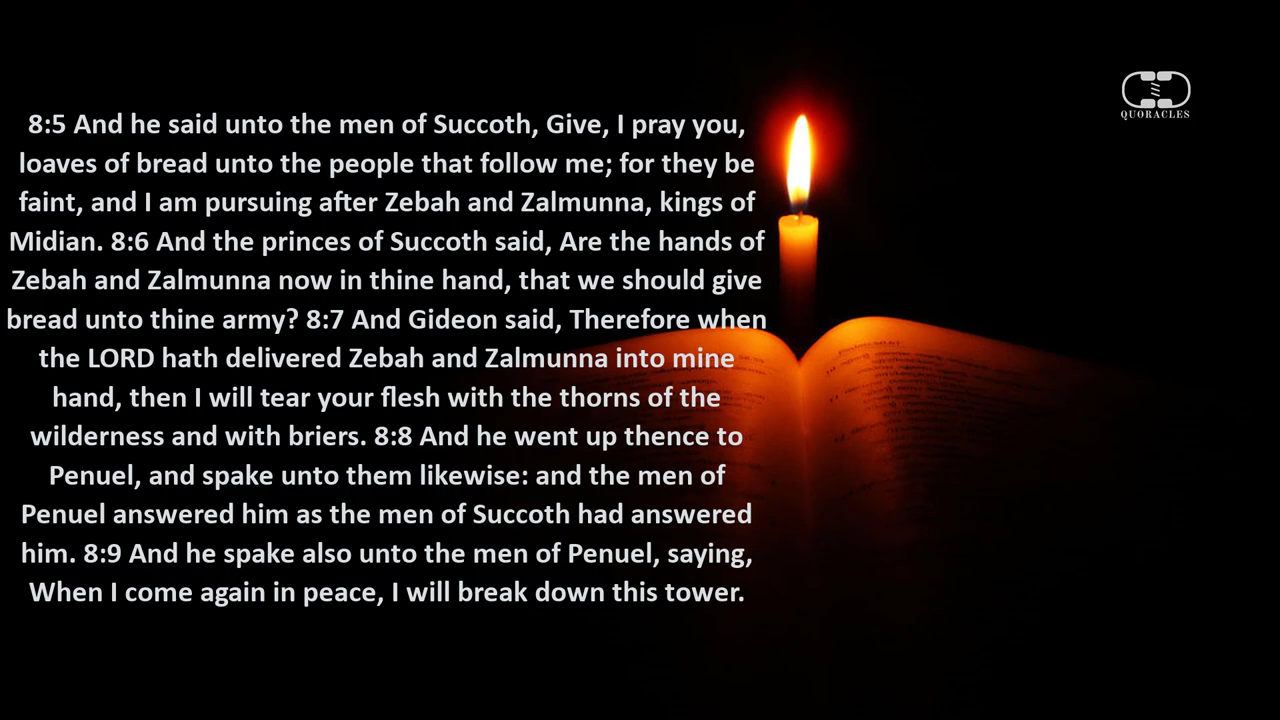 8:5 And he said unto the men of Succoth, Give, I pray you,
loaves of bread unto the people that follow me; for they be
faint, and I am pursuing after Zebah and Zalmunna, kings of
Midian. 8:6 And the princes of Succoth said, Are the hands of
Zebah and Zalmunna now in thine hand, that we should give
bread unto thine army? 8:7 And Gideon said, Therefore when
the LORD hath delivered Zebah and Zalmunna into mine
hand, then I will tear your flesh with the thorns of the
wilderness and with briers. 8:8 And he went up thence to
Penuel, and spake unto them likewise: and the men of
Penuel answered him as the men of Succoth had answered
him. 8:9 And he spake also unto the men of Penuel, saying,
When I come again in peace, I will break down this tower.
QUORACLES